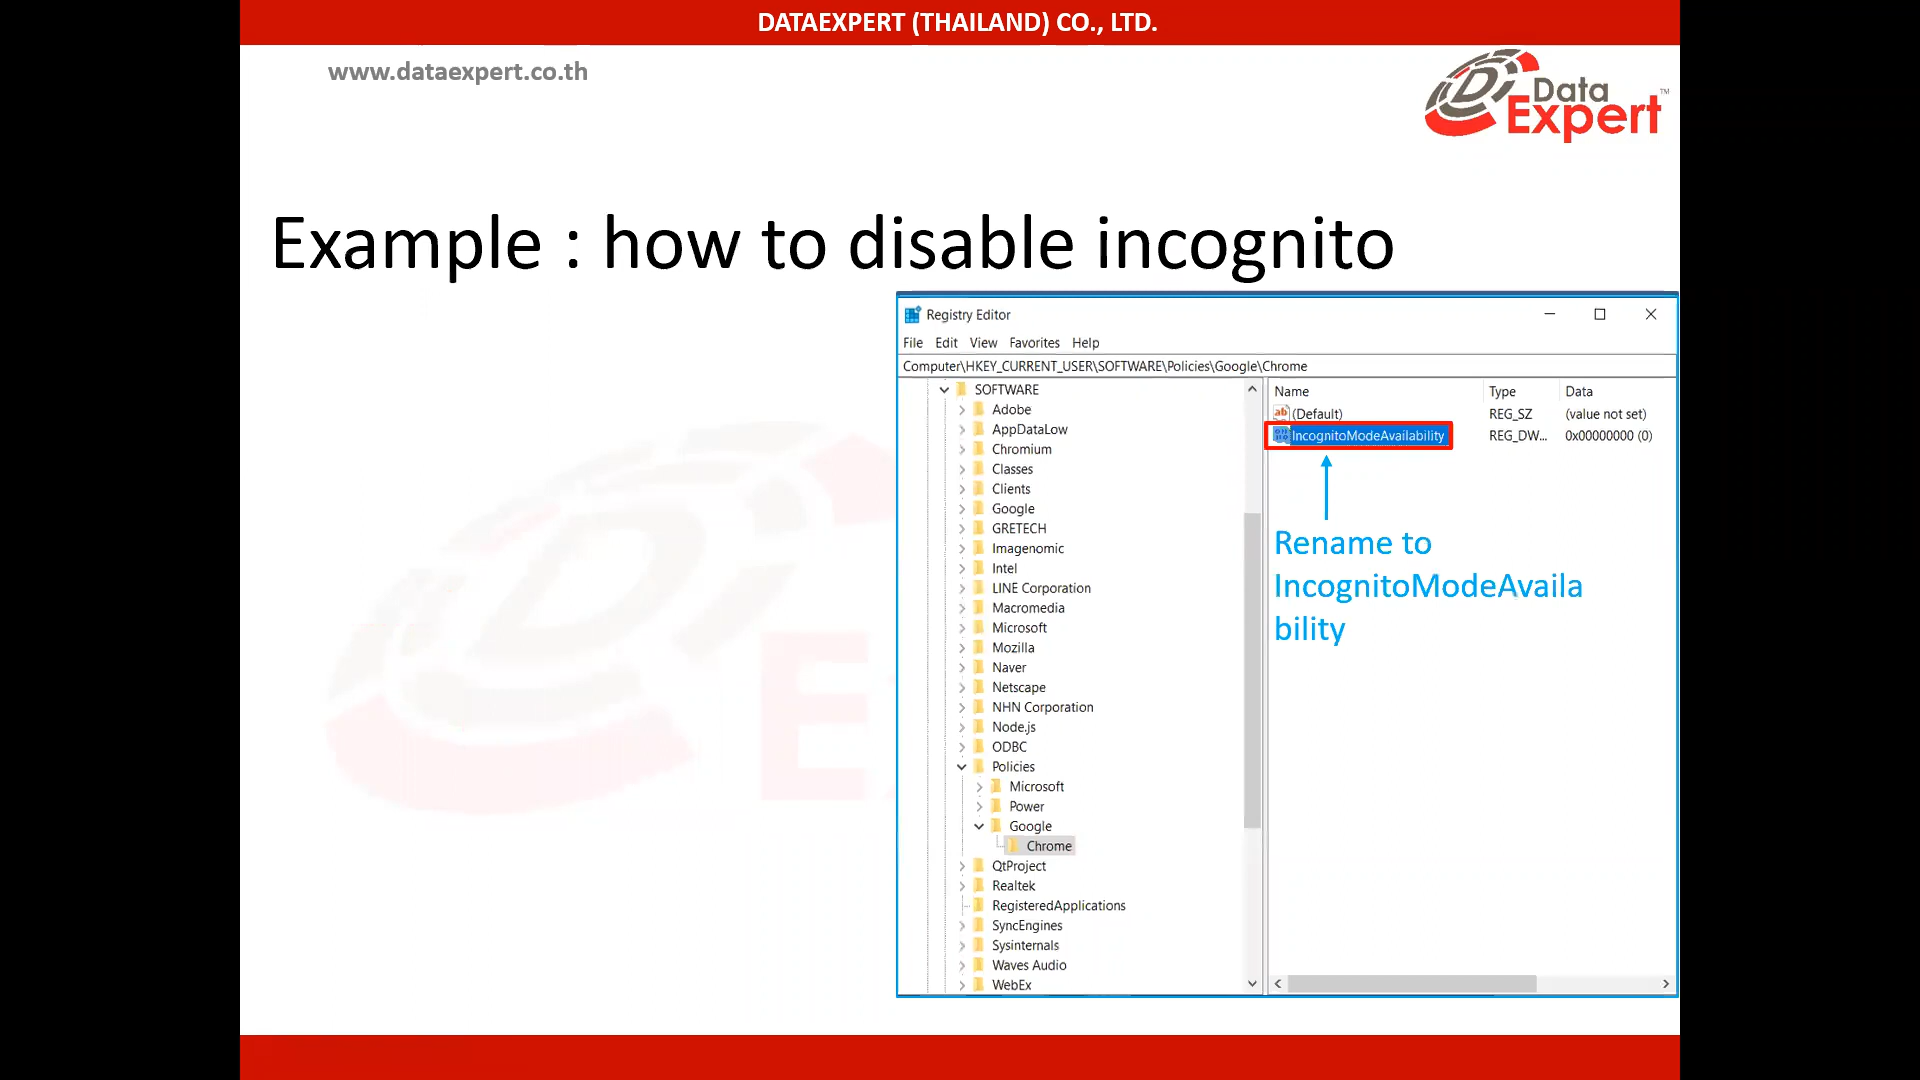 DATAEXPERT (THAILAND) CO., LTD.
www.dataexpert.co.th
Data
Expert™
Example : how to disable incognito
Registry Editor
File Edit View Favorites Help
Computer\HKEY_CURRENT_USER\SOFTWARE\Policies\Google\Chrome
SOFTWARE
Adobe
AppDataLow
Chromium
Classes
Clients
Google
GRETECH
Imagenomic
Intel
LINE Corporation
Macromedia
Microsoft
Mozilla
Naver
Netscape
NHN Corporation
Node.js
ODBC
Policies
Microsoft
Power
Google
Chrome
QtProject
Realtek
RegisteredApplications
SyncEngines
Sysinternals
Waves Audio
WebEx
Name Type Data
(Default) REG_SZ (value not set)
IncognitoModeAvailability REG_DW... 0x00000000 (0)
Rename to
IncognitoModeAvaila
bility